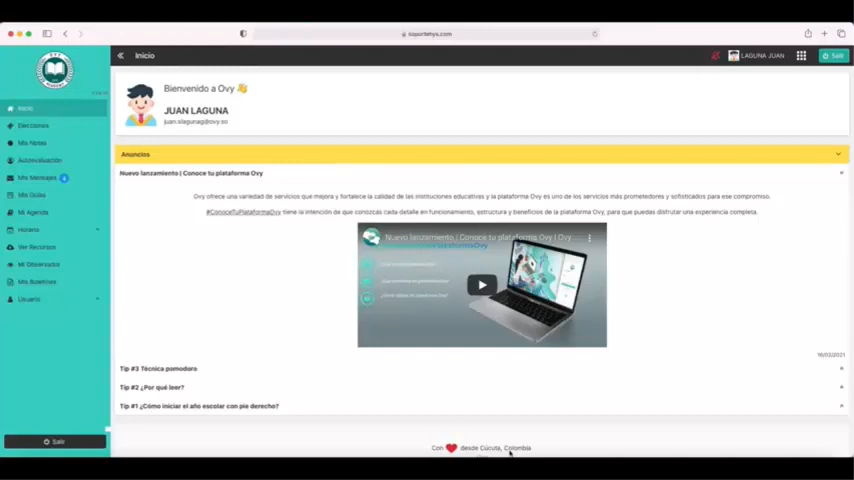 soportehys.com
OVY
ACADEMY
Inicio
LAGUNA JUAN
Salir
Inicio
Elecciones
Mis Notas
Autoevaluación
Mis Mensajes
Mis Guías
Mi Agenda
Horario
Ver Recursos
Mi Observador
Mis Boletines
Usuario
Salir
Bienvenido a Ovy 👋
JUAN LAGUNA
juan.slagunag@ovy.so
Anuncios
Nuevo lanzamiento | Conoce tu plataforma Ovy
Ovy ofrece una variedad de servicios que mejora y fortalece la calidad de las instituciones educativas y la plataforma Ovy es uno de los servicios más prometedores y sofisticados para ese compromiso.
#ConoceTuPlataformaOvy tiene la intención de que conozcas cada detalle en funcionamiento, estructura y beneficios de la plataforma Ovy, para que puedas disfrutar una experiencia completa.
Nuevo lanzamiento | Conoce tu plataforma Ovy | Ovy
16/03/2021
Tip #3 Técnica pomodoro
Tip #2 ¿Por qué leer?
Tip #1 ¿Cómo iniciar el año escolar con pie derecho?
Con ❤ desde Cúcuta, Colombia